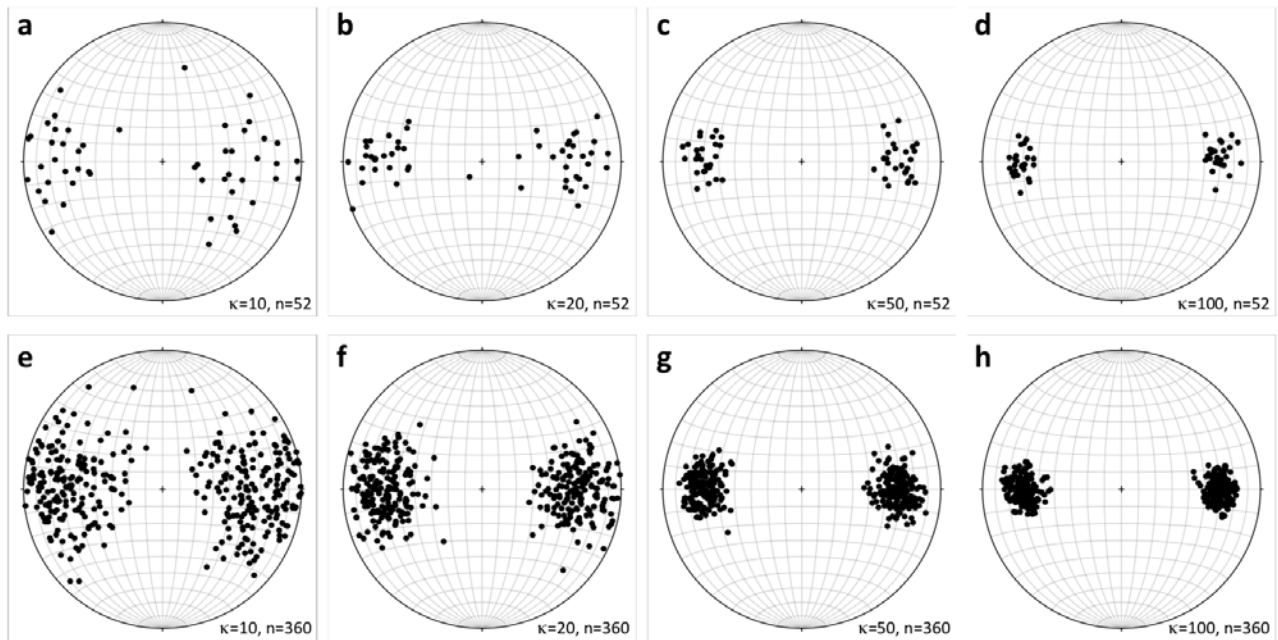 a
κ=10, n=52
b
κ=20, n=52
c
κ=50, n=52
d
κ=100, n=52
e
κ=10, n=360
f
κ=20, n=360
g
κ=50, n=360
h
κ=100, n=360